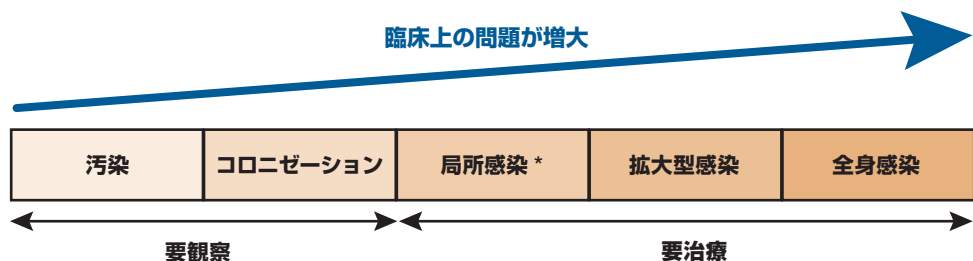 臨床上の問題が増大
汚染
コロニゼーション
局所感染 *
拡大型感染
全身感染
要観察
要治療